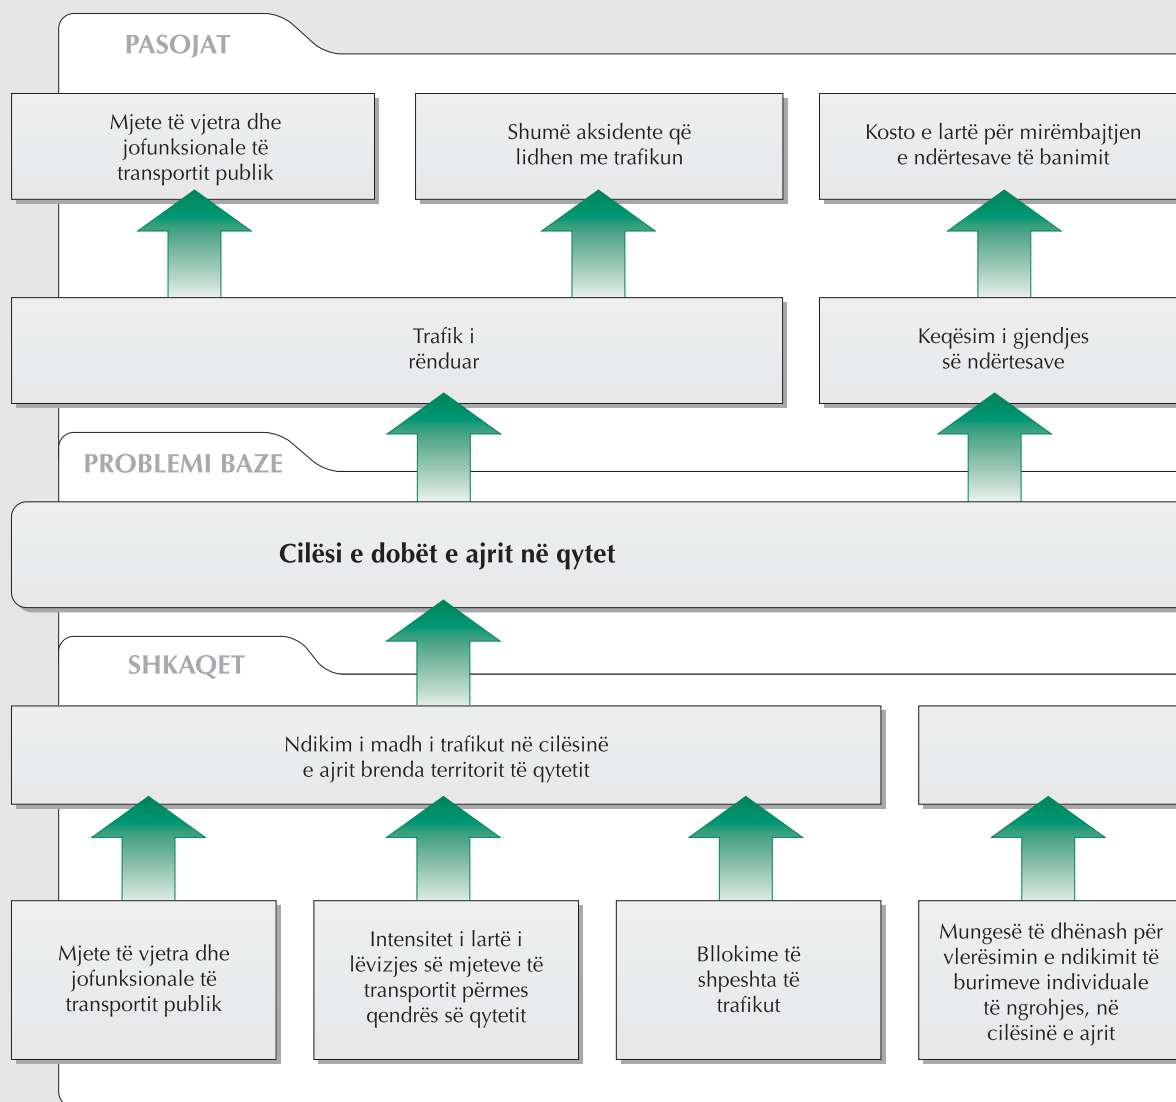 PASOJAT
Mjete të vjetra dhe
jofunksionale të
transportit publik
Shumë aksidente që
lidhen me trafikun
Kosto e lartë për mirëmbajtjen
e ndërtesave të banimit
Trafik i
rënduar
Keqësim i gjendjes
së ndërtesave
PROBLEMI BAZE
Cilësi e dobët e ajrit në qytet
SHKAQET
Ndikim i madh i trafikut në cilësinë
e ajrit brenda territorit të qytetit
Mjete të vjetra dhe
jofunksionale të
transportit publik
Intensitet i lartë i
lëvizjes së mjeteve të
transportit përmes
qendrës së qytetit
Bllokime të
shpeshta të
trafikut
Mungesë të dhënash për
vlerësimin e ndikimit të
burimeve individuale
të ngrohjes, në
cilësinë e ajrit